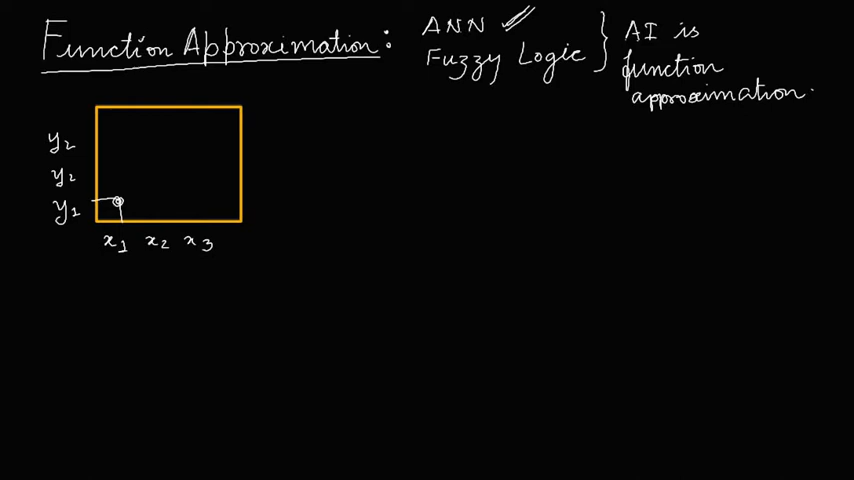 Function Approximation:
ANN
Fuzzy Logic
AI is
function
approximation.
y2
y2
y1
x1 x2 x3